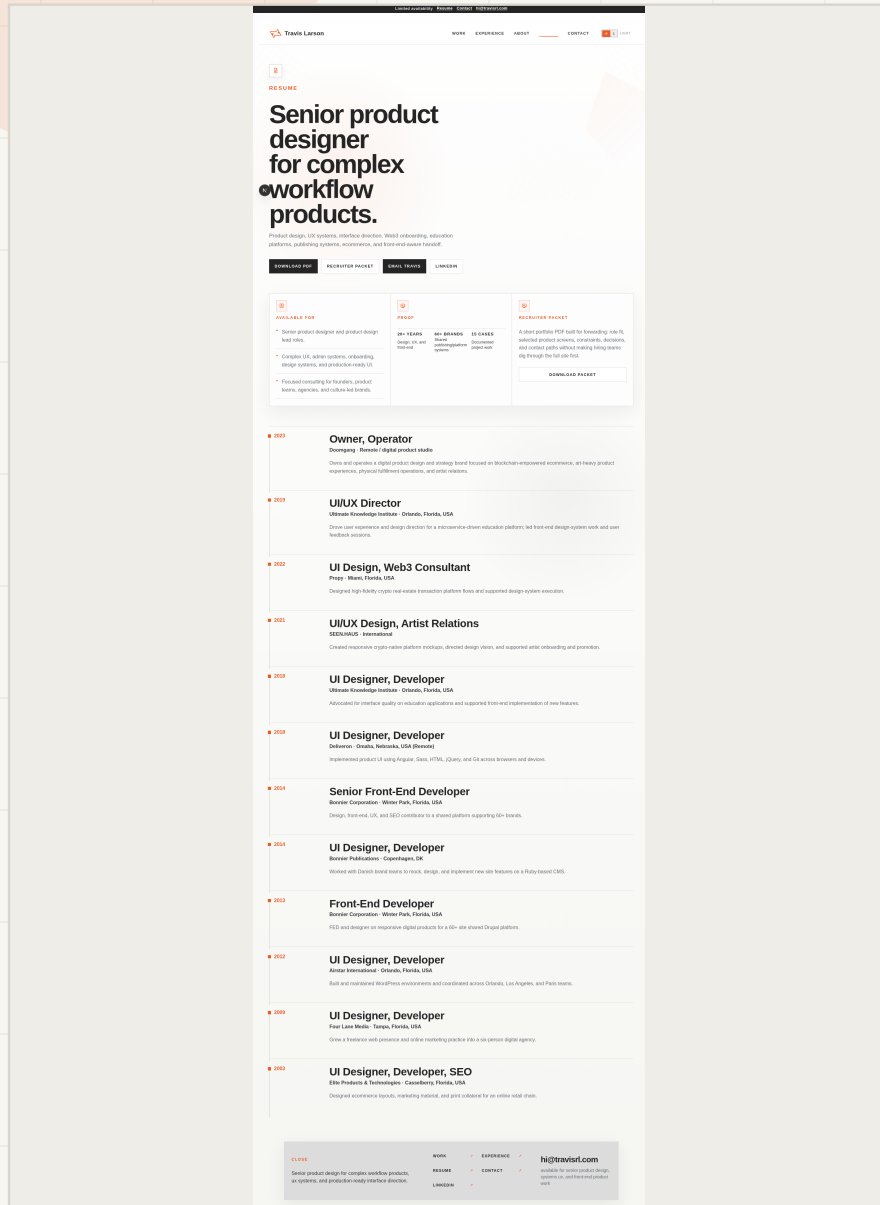 Limited availability Resume Contact hi@travisrl.com
Travis Larson
WORK EXPERIENCE ABOUT CONTACT
LIGHT
RESUME
Senior product
designer
for complex
workflow
products.
Product design, UX systems, interface direction, Web3 onboarding, education
platforms, publishing systems, ecommerce, and front-end-aware handoff.
DOWNLOAD PDF RECRUITER PACKET EMAIL TRAVIS LINKEDIN
AVAILABLE FOR
Senior product designer and product design
lead roles.
Complex UX, admin systems, onboarding,
design systems, and production-ready UI.
Focused consulting for founders, product
teams, agencies, and culture-led brands.
PROOF
20+ YEARS
Design, UX, and
front-end
60+ BRANDS
Shared
publishing/platform
systems
15 CASES
Documented
project work.
RECRUITER PACKET
A short portfolio PDF built for forwarding: role fit,
selected product screens, constraints, decisions,
and contact paths without making hiring teams
dig through the full site first.
DOWNLOAD PACKET
2023
Owner, Operator
Doomgang · Remote / digital product studio
Owns and operates a digital product design and strategy brand focused on blockchain-empowered ecommerce, art-heavy product
experiences, physical fulfillment operations, and artist relations.
2019
UI/UX Director
Ultimate Knowledge Institute · Orlando, Florida, USA
Drove user experience and design direction for a microservice-driven education platform; led front-end design-system work and user
feedback sessions.
2022
UI Design, Web3 Consultant
Propy · Miami, Florida, USA
Designed high-fidelity crypto real-estate transaction platform flows and supported design-system execution.
2021
UI/UX Design, Artist Relations
SEEN.HAUS · International
Created responsive crypto-native platform mockups, directed design vision, and supported artist onboarding and promotion.
2018
UI Designer, Developer
Ultimate Knowledge Institute · Orlando, Florida, USA
Advocated for interface quality on education applications and supported front-end implementation of new features.
2018
UI Designer, Developer
Deliveron · Omaha, Nebraska, USA (Remote)
Implemented product UI using Angular, Sass, HTML, jQuery, and Git across browsers and devices.
2014
Senior Front-End Developer
Bonnier Corporation · Winter Park, Florida, USA
Design, front-end, UX, and SEO contributor to a shared platform supporting 60+ brands.
2014
UI Designer, Developer
Bonnier Publications · Copenhagen, DK
Worked with Danish brand teams to mock, design, and implement new site features on a Ruby-based CMS.
2013
Front-End Developer
Bonnier Corporation · Winter Park, Florida, USA
FED and designer on responsive digital products for a 60+ site shared Drupal platform.
2012
UI Designer, Developer
Airstar International · Orlando, Florida, USA
Built and maintained WordPress environments and coordinated across Orlando, Los Angeles, and Paris teams.
2009
UI Designer, Developer
Four Lane Media · Tampa, Florida, USA
Grew a freelance web presence and online marketing practice into a six-person digital agency.
2003
UI Designer, Developer, SEO
Elite Products & Technologies · Casselberry, Florida, USA
Designed ecommerce layouts, marketing material, and print collateral for an online retail chain.
CLOSE
Senior product design for complex workflow products,
ux systems, and production-ready interface direction.
WORK EXPERIENCE
RESUME CONTACT
LINKEDIN
hi@travisrl.com
available for senior product design,
systems ux, and front-end product
work